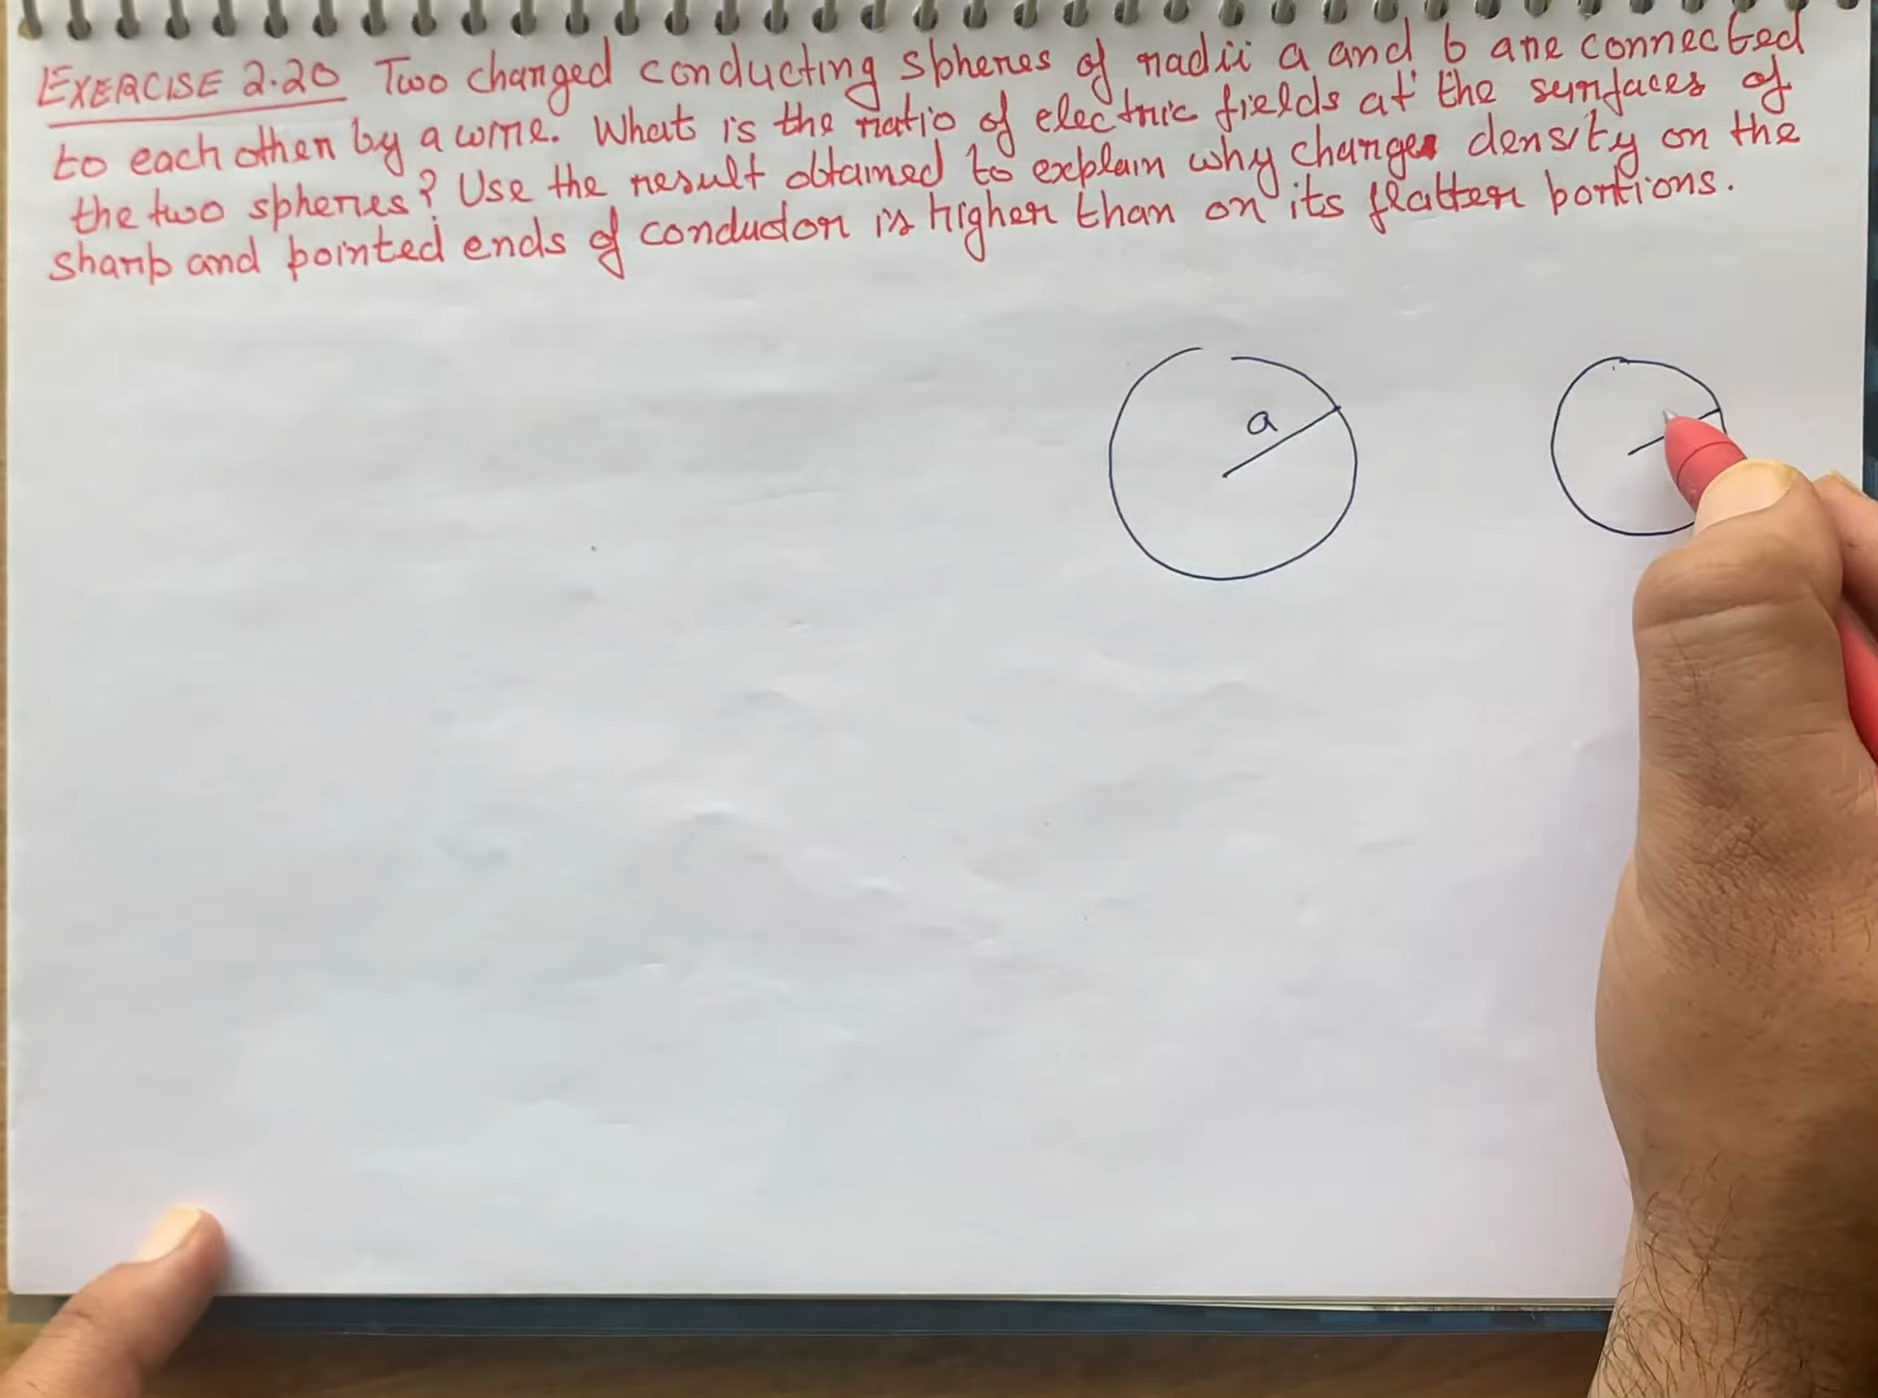 EXERCISE 2.20 Two charged conducting spheres of radii a and b are connected
to each other by a wire. What is the ratio of electric fields at the surfaces of
the two spheres? Use the result obtained to explain why charge density on the
sharp and pointed ends of conductor is higher than on its flatter portions.
a